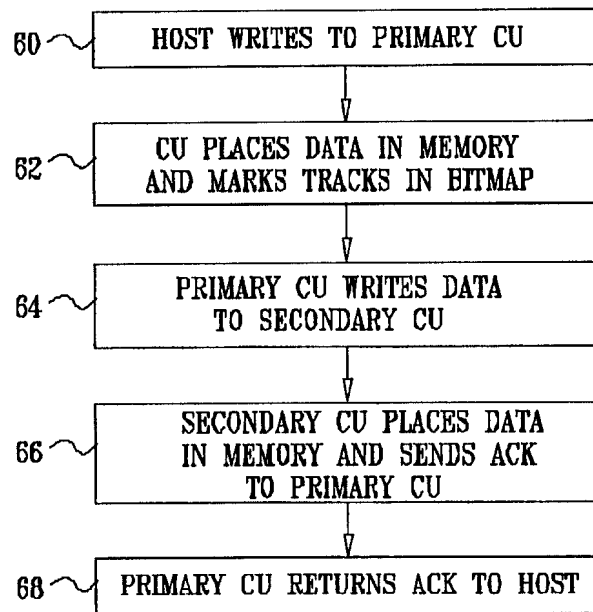 60 HOST WRITES TO PRIMARY CU
62 CU PLACES DATA IN MEMORY
AND MARKS TRACKS IN BITMAP
64 PRIMARY CU WRITES DATA
TO SECONDARY CU
66 SECONDARY CU PLACES DATA
IN MEMORY AND SENDS ACK
TO PRIMARY CU
68 PRIMARY CU RETURNS ACK TO HOST